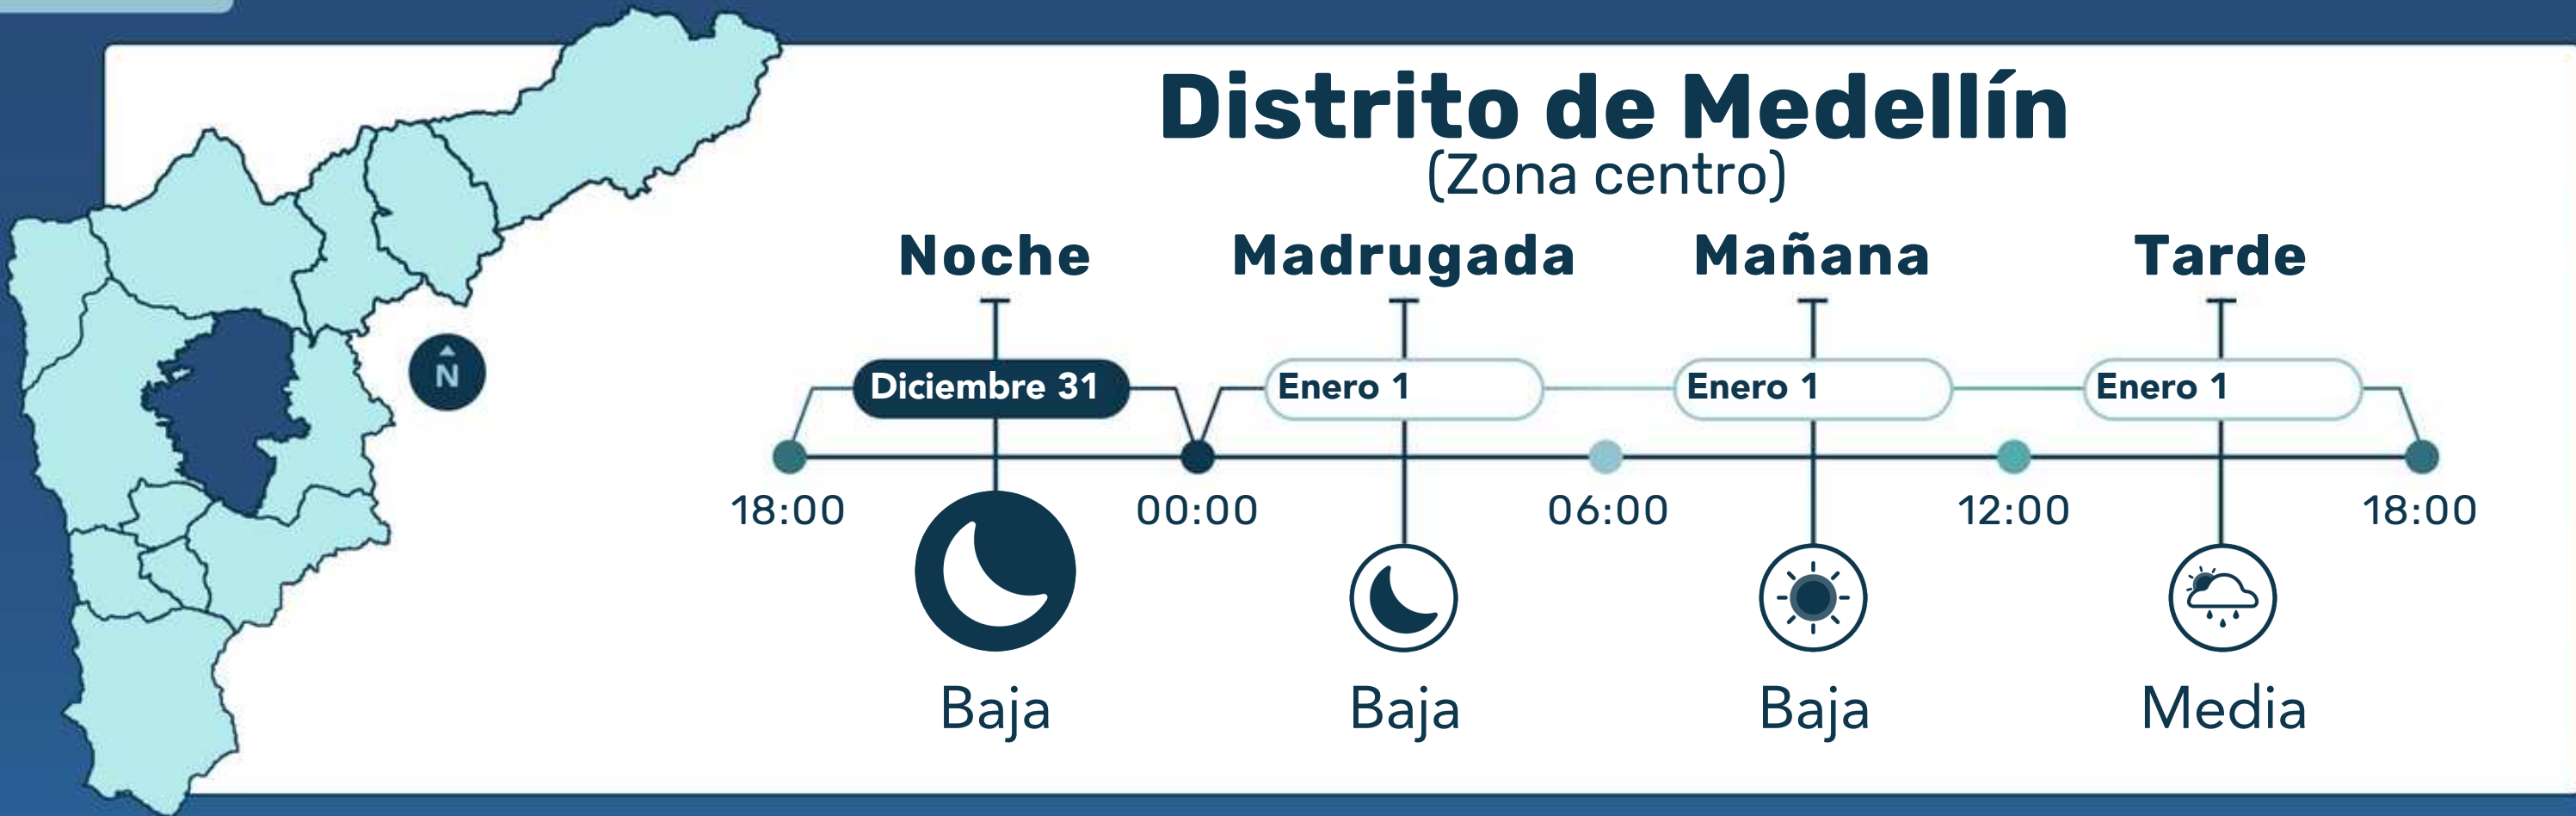 Distrito de Medellín
(Zona centro)
Noche Madrugada Mañana Tarde
Diciembre 31 Enero 1 Enero 1 Enero 1
N
18:00 00:00 06:00 12:00 18:00
Baja Baja Baja Media